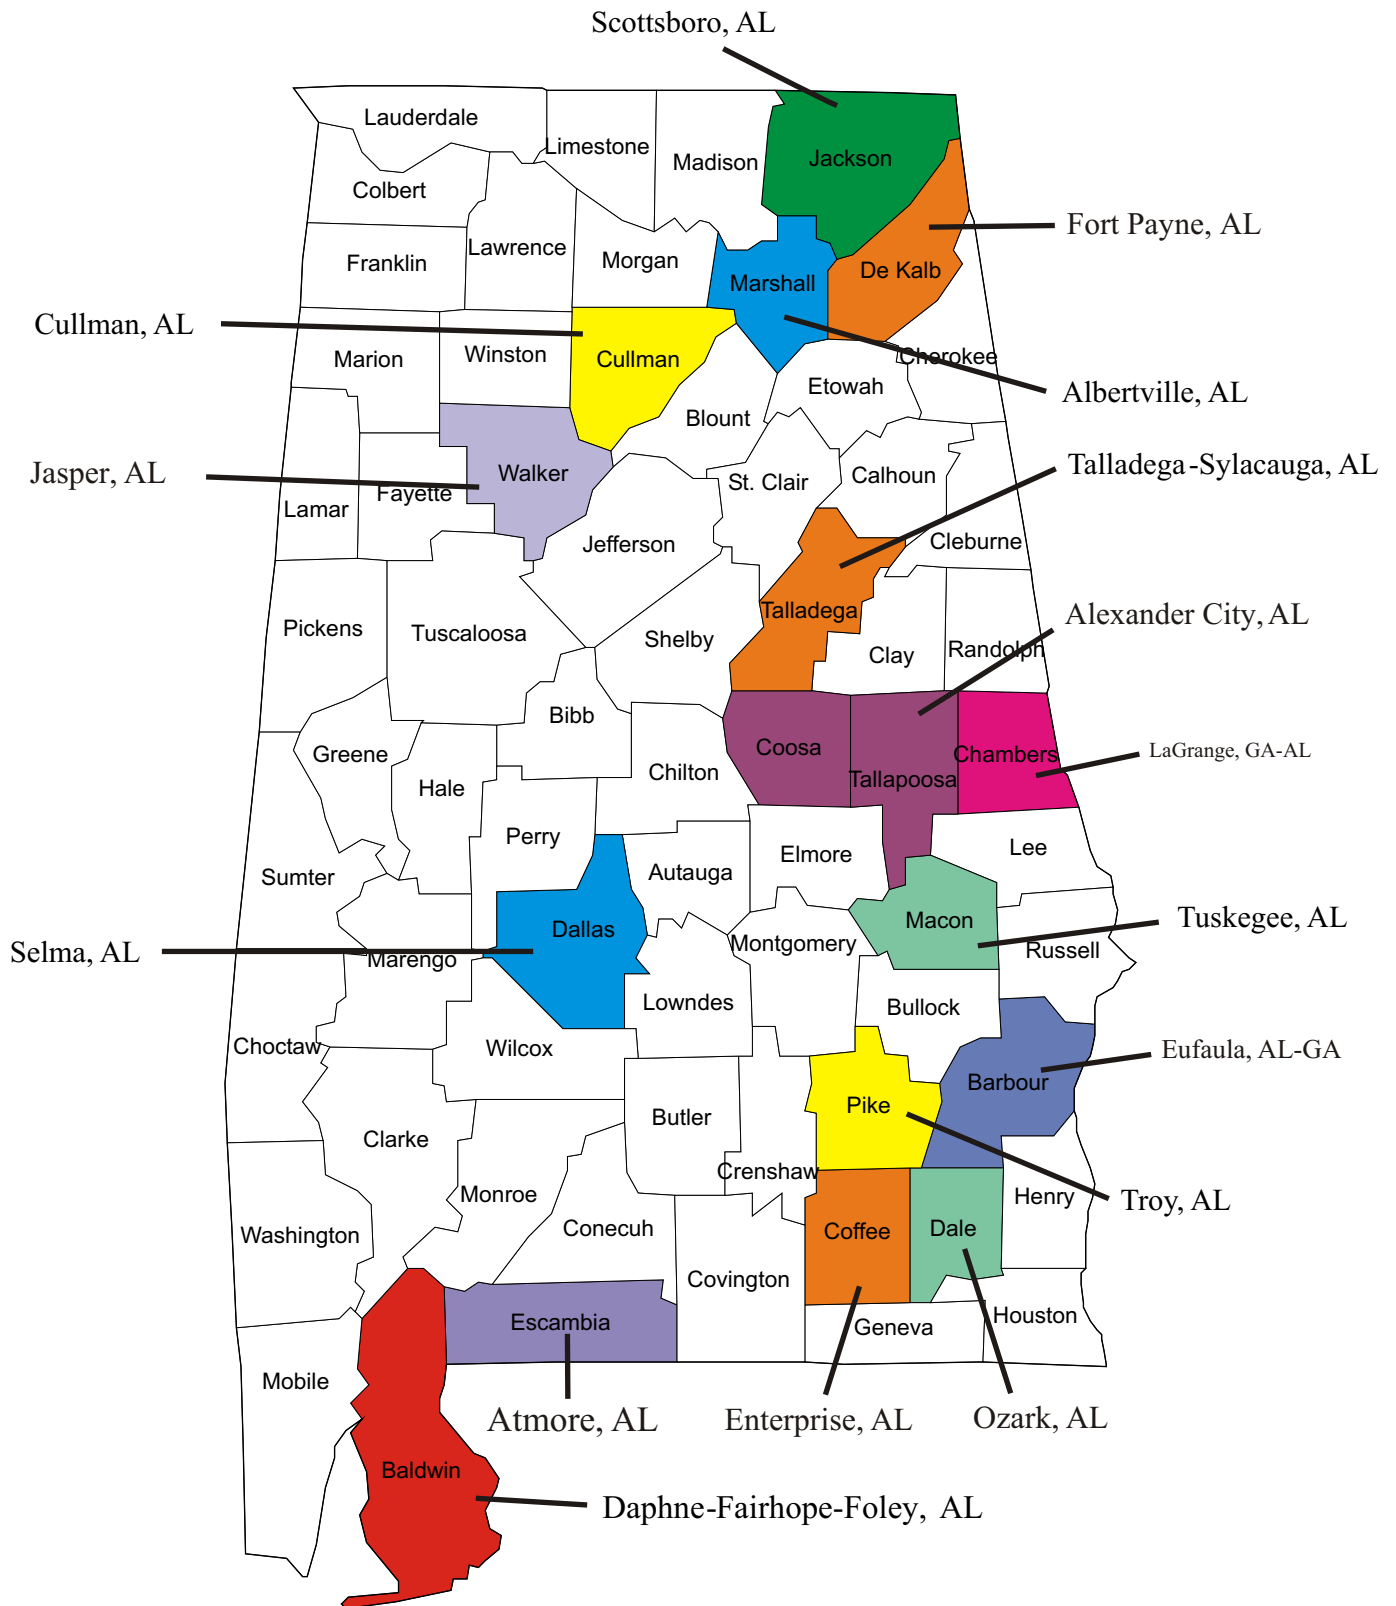 Scottsboro, AL
Lauderdale
Limestone
Madison
Jackson
Colbert
Fort Payne, AL
Lawrence
Franklin
Morgan
De Kalb
Marshall
Cullman, AL
Marion
Winston
Cullman
Cherokee
Etowah
Albertville, AL
Blount
Talladega-Sylacauga, AL
Jasper, AL
Walker
St. Clair
Calhoun
Fayette
Lamar
Jefferson
Cleburne
Talladega
Alexander City, AL
Pickens
Tuscaloosa
Shelby
Clay
Randolph
Bibb
Greene
Coosa
Chambers
LaGrange, GA-AL
Chilton
Tallapoosa
Hale
Perry
Elmore
Lee
Sumter
Autauga
Macon
Tuskegee, AL
Dallas
Montgomery
Russell
Selma, AL
Marengo
Lowndes
Bullock
Choctaw
Wilcox
Eufaula, AL-GA
Barbour
Pike
Butler
Clarke
Crenshaw
Monroe
Henry
Troy, AL
Washington
Conecuh
Coffee
Dale
Covington
Escambia
Geneva
Houston
Mobile
Atmore, AL
Enterprise, AL
Ozark, AL
Baldwin
Daphne-Fairhope-Foley, AL